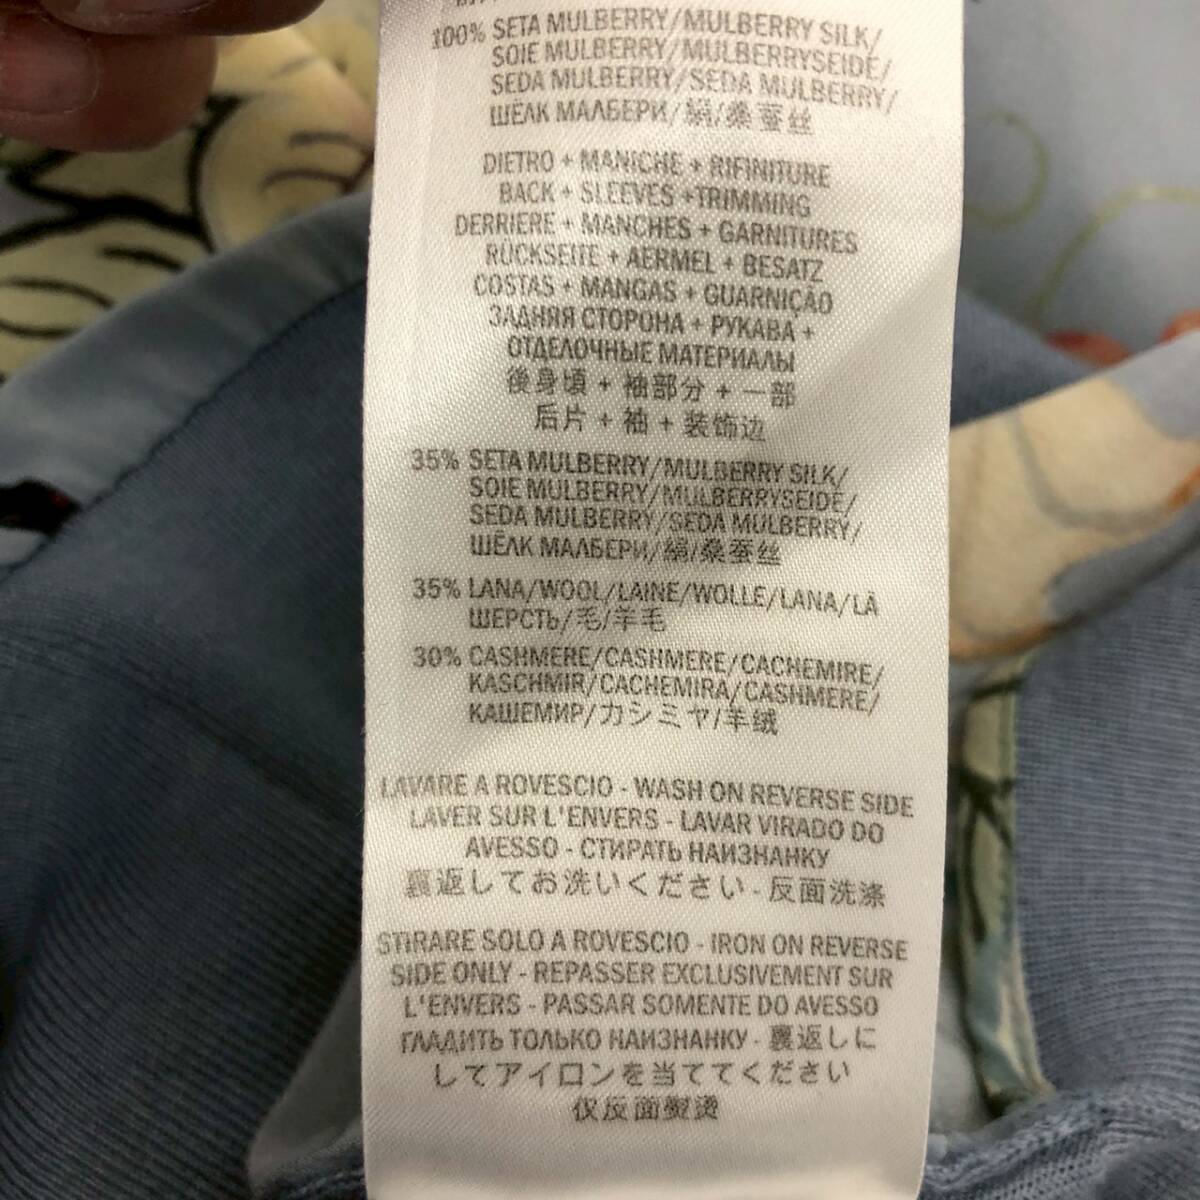 100% SETA MULBERRY/MULBERRY SILK/
SOIE MULBERRY/MULBERRYSEIDE/
SEDA MULBERRY/SEDA MULBERRY/
ШЁЛК МАЛБЕРИ/絹/桑蚕丝
DIETRO + MANICHE + RIFINITURE
BACK + SLEEVES +TRIMMING
DERRIERE + MANCHES + GARNITURES
RÜCKSEITE + AERMEL + BESATZ
COSTAS + MANGAS + GUARNIÇÃO
ЗАДНЯЯ СТОРОНА + РУКАВА +
ОТДЕЛОЧНЫЕ МАТЕРИАЛЫ
後身頃 + 袖部分 + 一部
后片 + 袖 + 装饰边
35% SETA MULBERRY/MULBERRY SILK/
SOIE MULBERRY/MULBERRYSEIDE/
SEDA MULBERRY/SEDA MULBERRY/
ШЁЛК МАЛБЕРИ/絹/桑蚕丝
35% LANA/WOOL/LAINE/WOLLE/LANA/LÃ
ШЕРСТЬ/毛/羊毛
30% CASHMERE/CASHMERE/CACHEMIRE/
KASCHMIR/CACHEMIRA/CASHMERE/
КАШЕМИР/カシミヤ/羊绒
LAVARE A ROVESCIO - WASH ON REVERSE SIDE
LAVER SUR L'ENVERS - LAVAR VIRADO DO
AVESSO - СТИРАТЬ НАИЗНАНКУ
裏返してお洗いください - 反面洗涤
STIRARE SOLO A ROVESCIO - IRON ON REVERSE
SIDE ONLY - REPASSER EXCLUSIVEMENT SUR
L'ENVERS - PASSAR SOMENTE DO AVESSO
ГЛАДИТЬ ТОЛЬКО НАИЗНАНКУ - 裏返しに
してアイロンを当ててください
仅反面熨烫